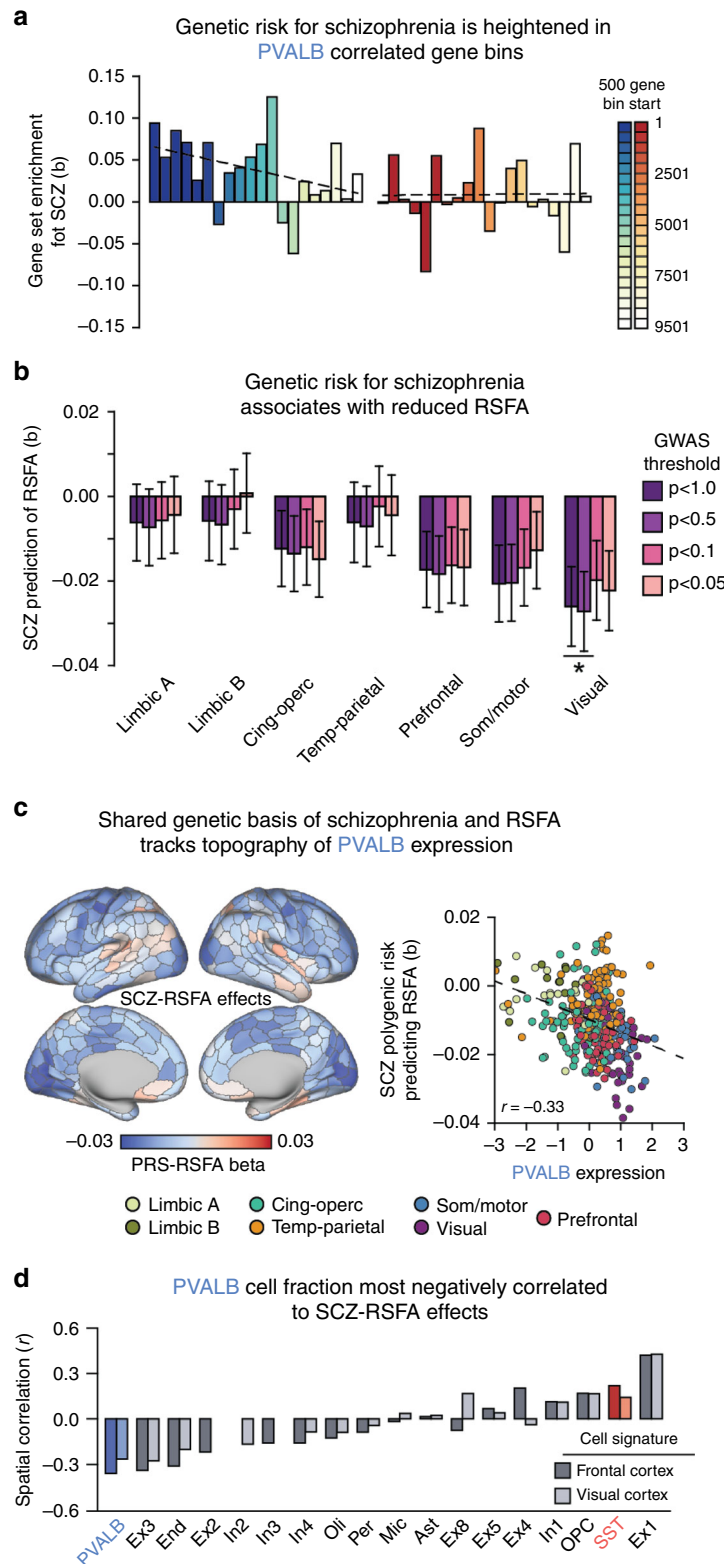 a
Genetic risk for schizophrenia is heightened in
PVALB correlated gene bins
Gene set enrichment
fot SCZ (b)
0.15
0.10
0.05
0.00
−0.05
−0.10
−0.15
500 gene
bin start
1
2501
5001
7501
9501
b
Genetic risk for schizophrenia
associates with reduced RSFA
SCZ prediction of RSFA (b)
0.02
0.00
−0.02
−0.04
GWAS
threshold
p<1.0
p<0.5
p<0.1
p<0.05
*
Limbic A
Limbic B
Cing-operc
Temp-parietal
Prefrontal
Som/motor
Visual
c
Shared genetic basis of schizophrenia and RSFA
tracks topography of PVALB expression
SCZ-RSFA effects
−0.03
0.03
PRS-RSFA beta
SCZ polygenic risk
predicting RSFA (b)
0.02
0.00
−0.02
−0.04
r = −0.33
−3 −2 −1 0 1 2 3
PVALB expression
Limbic A
Limbic B
Cing-operc
Temp-parietal
Som/motor
Visual
Prefrontal
d
PVALB cell fraction most negatively correlated
to SCZ-RSFA effects
Spatial correlation (r)
0.6
0.3
0.0
−0.3
−0.6
Cell signature
Frontal cortex
Visual cortex
PVALB
Ex3
End
Ex2
In2
In3
In4
Oli
Per
Mic
Ast
Ex8
Ex5
Ex4
In1
OPC
SST
Ex1